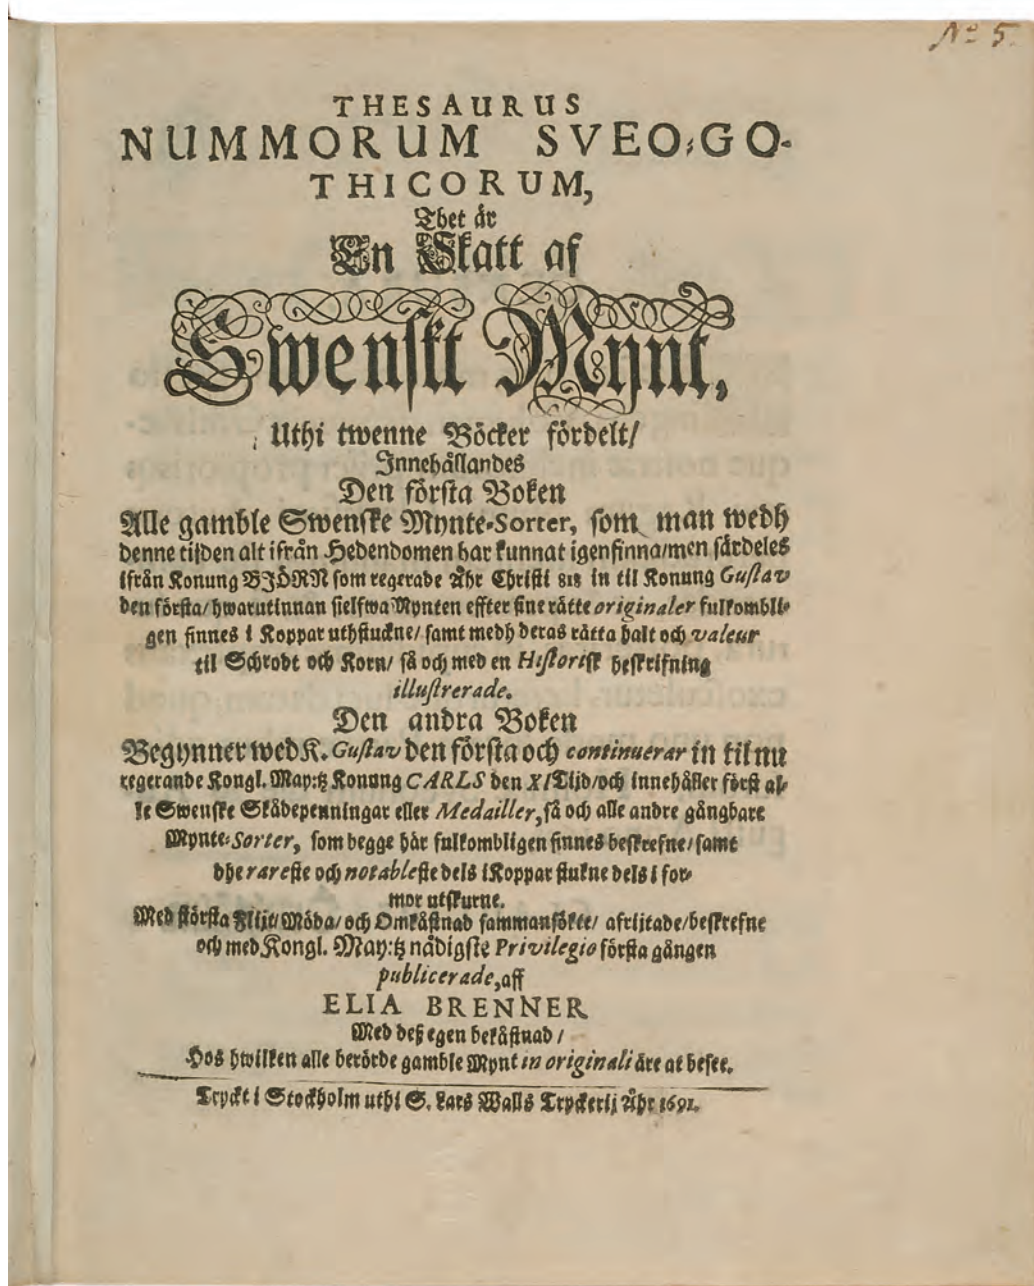 No 5.
THESAURUS
NUMMORUM SVEO-GO-
THICORUM,
Thet är
En Skatt af
Swenskt Mynt,
Uthi twenne Böcker fördelt/
Innehållandes
Den första Boken
Alle gamble Swenske Mynte-Sorter, som man wedh
denne tijden alt ifrån Hedendomen har kunnat igenfinna/men särdeles
ifrån Konung BJÖRN som regerade Åhr Christi 818 in til Konung Gustav
den första/hwarutinnan sielfwa Mynten effter sine rätte originaler fulkombli-
gen finnes i Koppar uthstuckne/ samt medh deras rätta halt och valeur
til Schrodt och Korn/ så och med en Historisk beskrifning
illustrerade.
Den andra Boken
Begynner wed K. Gustav den första och continuerar in til nu
regerande Kongl. May:tz Konung CARLS den XI Tijd/och innehåller först al-
le Swenske Skådepenningar eller Medailler, så och alle andre gångbare
Mynte-Sorter, som begge här fulkombligen finnes beskrefne/samt
dhe rareste och notableste dels i Koppar stukne dels i for-
mor utskurne.
Med största Flijt/Möda/och Omkåstnad sammansökte/ afrijtade/beskrefne
och med Kongl. May:tz nådigste Privilegio första gången
publicerade, aff
ELIA BRENNER
Med deß egen bekåstnad/
Hos hwilken alle berörde gamble Mynt in originali äre at besee.
Tryckt i Stockholm uthi S. Lars Walls Tryckerij Åhr 1691.